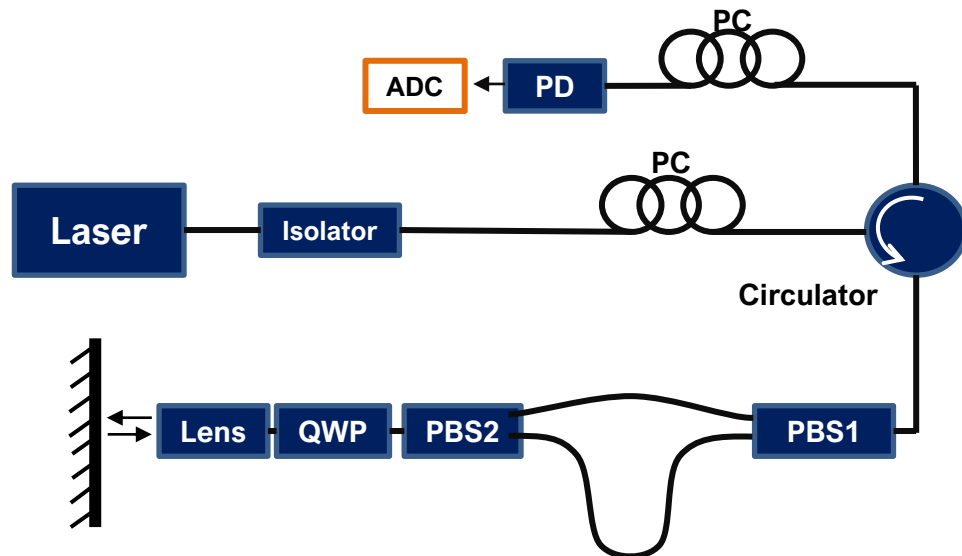 PC
ADC
PD
PC
Laser
Isolator
Circulator
Lens
QWP
PBS2
PBS1